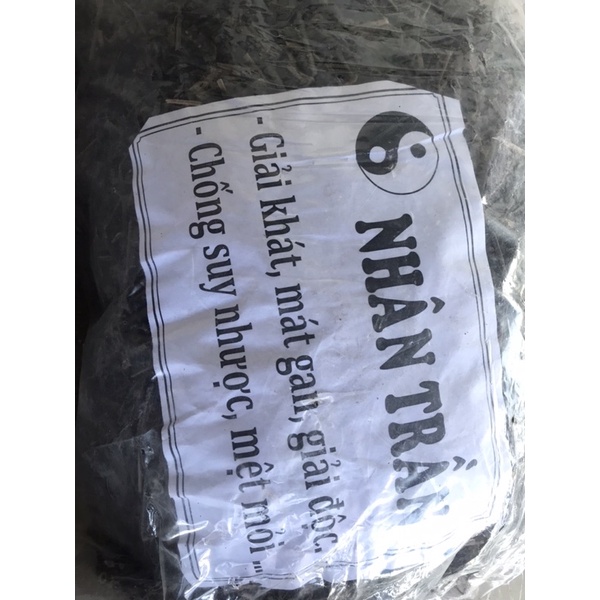 NHÂN TRẦN
- Giải khát, mát gan, giải độc.
- Chống suy nhược, mệt mỏi...